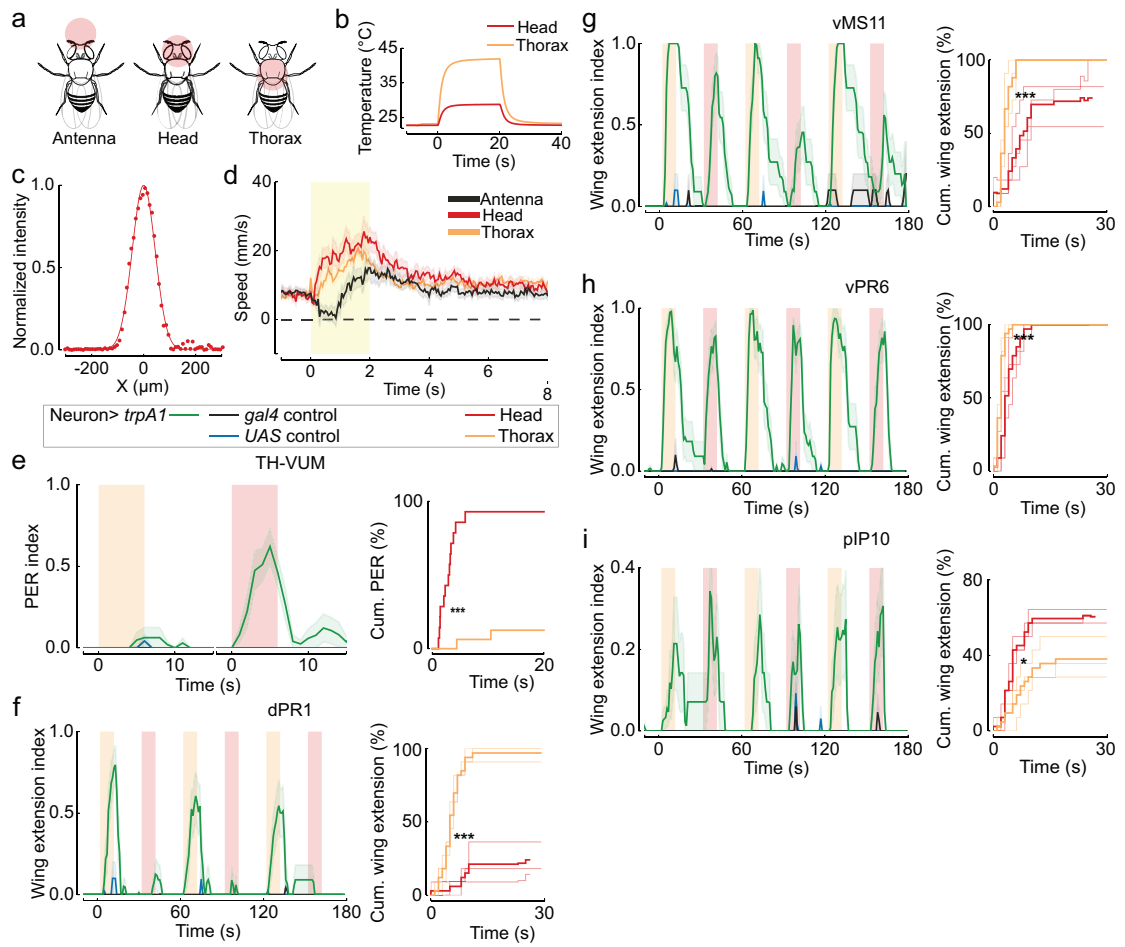 a
Antenna
Head
Thorax
b
Temperature (°C)
45
35
25
0
20
40
Time (s)
Head
Thorax
c
Normalized intensity
1.0
0.5
0.0
-200
0
200
X (µm)
d
Speed (mm/s)
40
20
0
0
2
4
6
8
Time (s)
Antenna
Head
Thorax
Neuron> trpA1
gal4 control
UAS control
Head
Thorax
e
TH-VUM
PER index
1.0
0.5
0.0
0
10
0
10
Time (s)
Cum. PER (%)
100
0
***
0
20
Time (s)
f
dPR1
Wing extension index
1.0
0.5
0.0
0
60
120
180
Time (s)
Cum. wing extension (%)
100
50
0
***
0
30
Time (s)
g
vMS11
Wing extension index
1.0
0.5
0.0
0
60
120
180
Time (s)
Cum. wing extension (%)
100
50
0
***
0
30
Time (s)
h
vPR6
Wing extension index
1.0
0.5
0
0
60
120
180
Time (s)
Cum. wing extension (%)
100
50
0
***
0
30
Time (s)
i
pIP10
Wing extension index
0.4
0.2
0
0
60
120
180
Time (s)
Cum. wing extension (%)
80
40
0
*
0
30
Time (s)